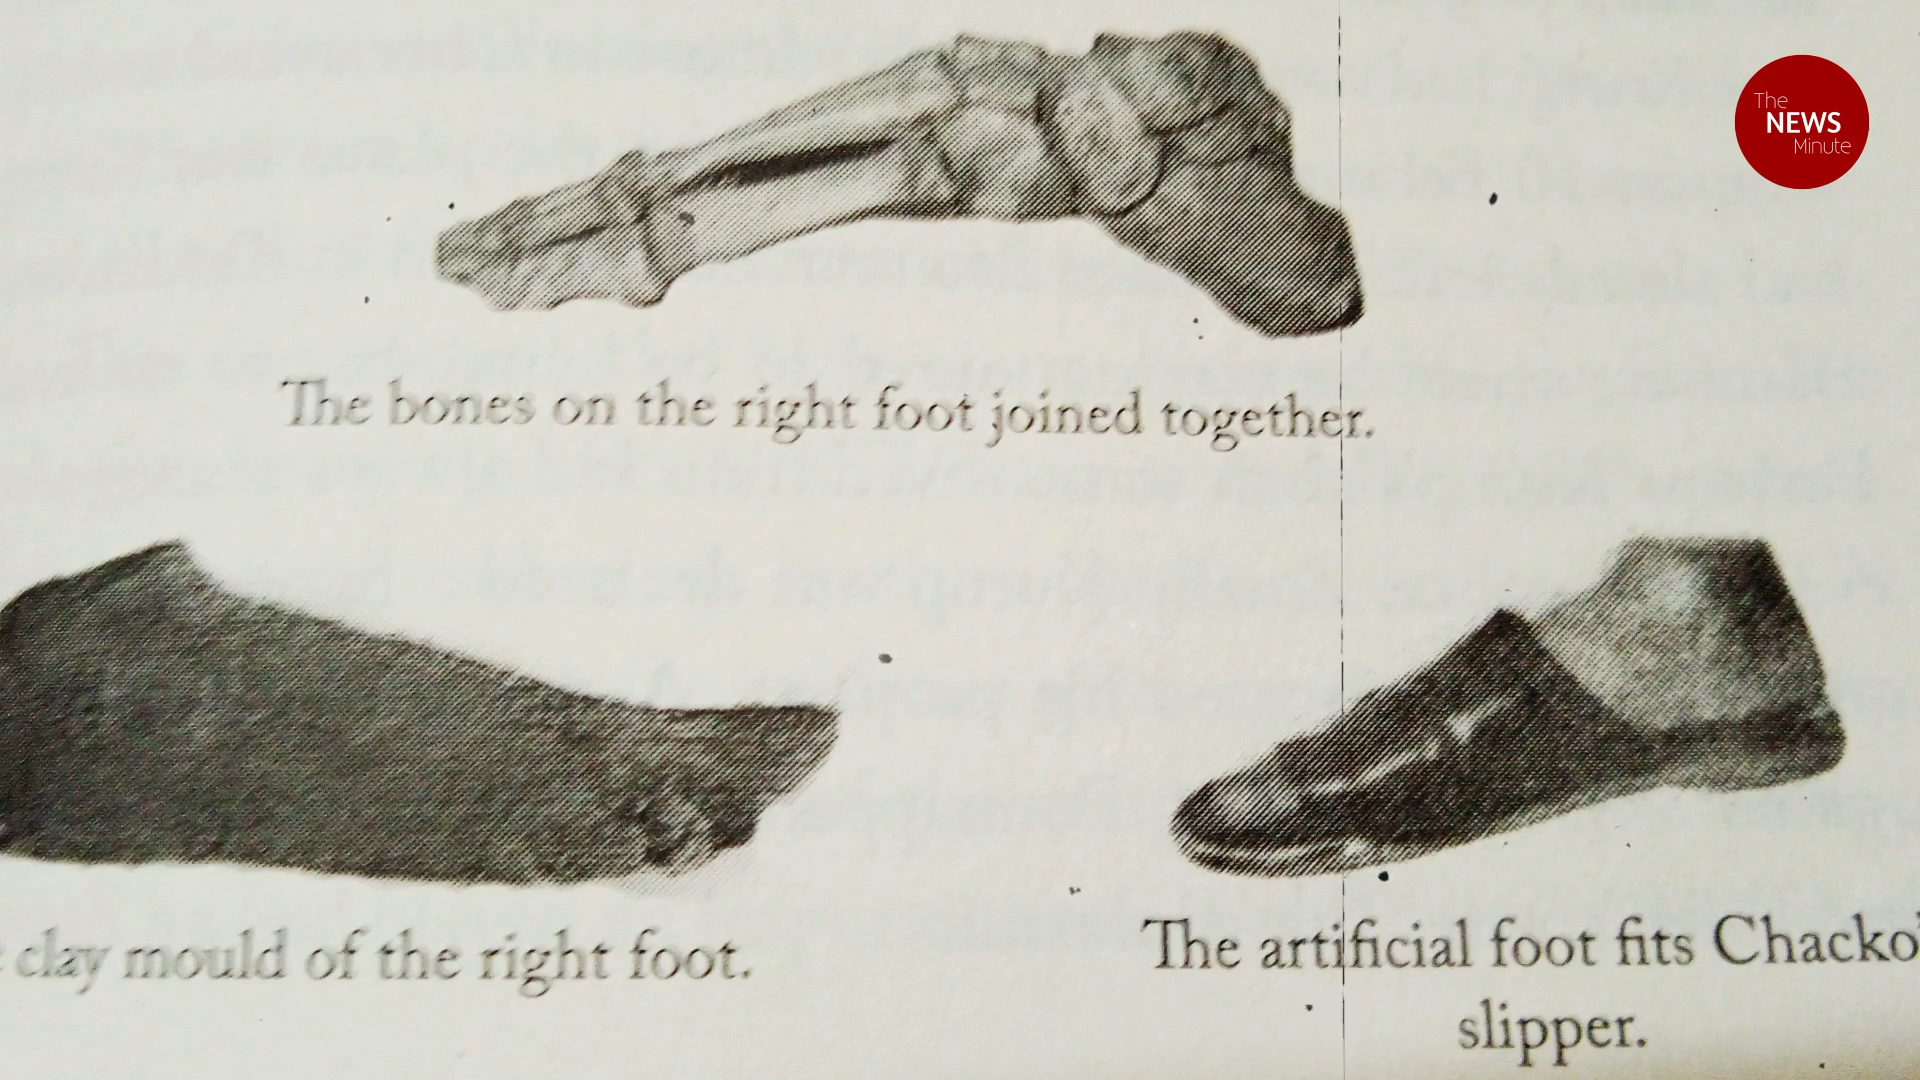 The
NEWS
Minute
The bones on the right foot joined together.
clay mould of the right foot.
The artificial foot fits Chacko'
slipper.